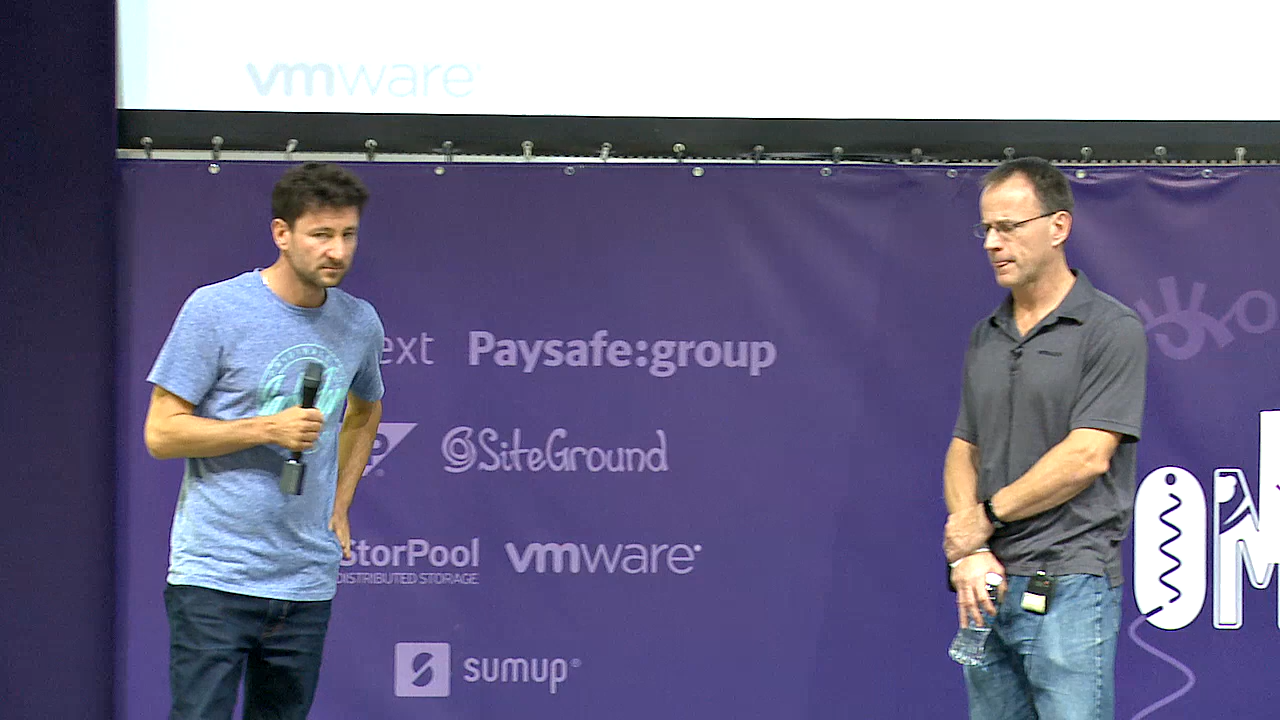 vmware
ext Paysafe:group
SiteGround
StorPool vmware
DISTRIBUTED STORAGE
sumup